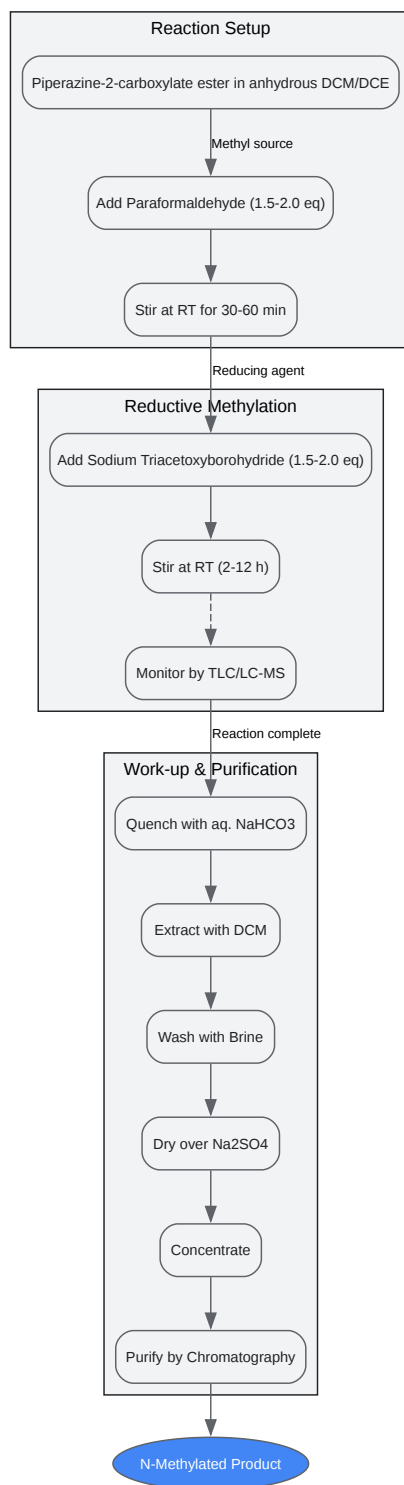 Reaction Setup
Piperazine-2-carboxylate ester in anhydrous DCM/DCE
Methyl source
Add Paraformaldehyde (1.5-2.0 eq)
Stir at RT for 30-60 min
Reducing agent
Reductive Methylation
Add Sodium Triacetoxyborohydride (1.5-2.0 eq)
Stir at RT (2-12 h)
Monitor by TLC/LC-MS
Reaction complete
Work-up & Purification
Quench with aq. NaHCO3
Extract with DCM
Wash with Brine
Dry over Na2SO4
Concentrate
Purify by Chromatography
N-Methylated Product